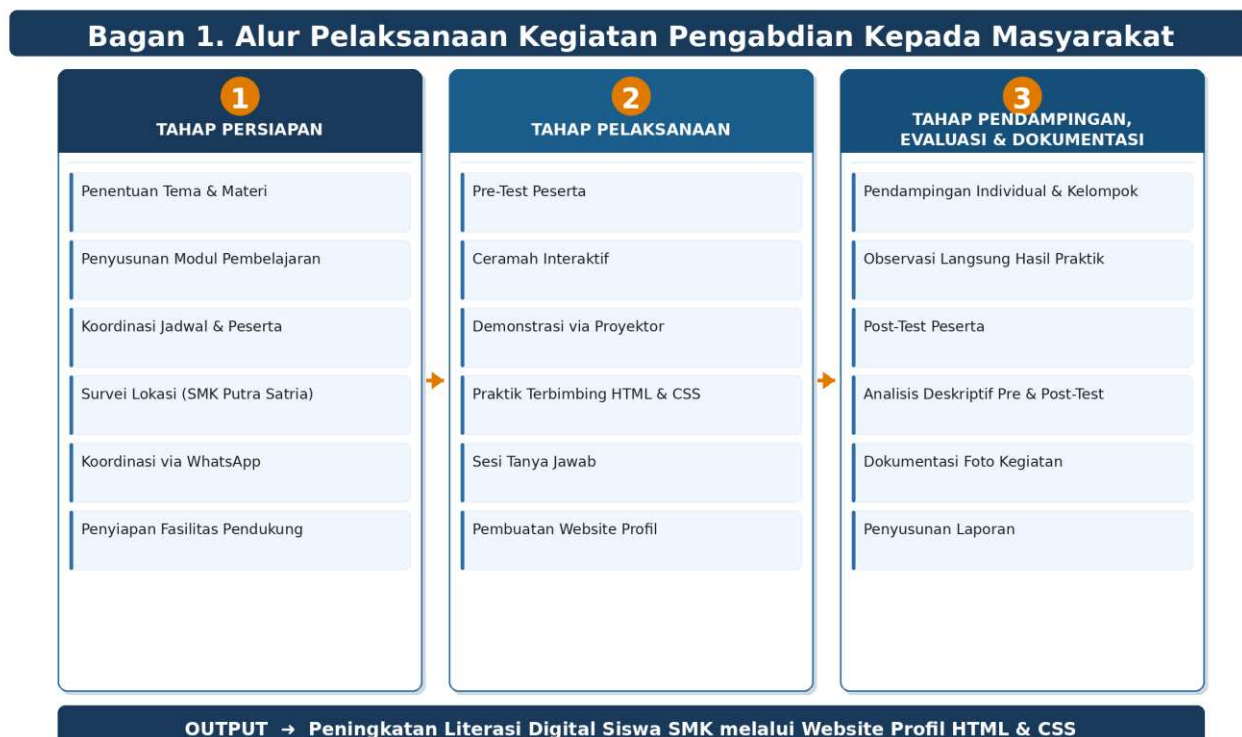 Bagan 1. Alur Pelaksanaan Kegiatan Pengabdian Kepada Masyarakat
1
TAHAP PERSIAPAN
Penentuan Tema & Materi
Penyusunan Modul Pembelajaran
Koordinasi Jadwal & Peserta
Survei Lokasi (SMK Putra Satria)
Koordinasi via WhatsApp
Penyiapan Fasilitas Pendukung
2
TAHAP PELAKSANAAN
Pre-Test Peserta
Ceramah Interaktif
Demonstrasi via Proyektor
Praktik Terbimbing HTML & CSS
Sesi Tanya Jawab
Pembuatan Website Profil
3
TAHAP PENDAMPINGAN,
EVALUASI & DOKUMENTASI
Pendampingan Individual & Kelompok
Observasi Langsung Hasil Praktik
Post-Test Peserta
Analisis Deskriptif Pre & Post-Test
Dokumentasi Foto Kegiatan
Penyusunan Laporan
OUTPUT → Peningkatan Literasi Digital Siswa SMK melalui Website Profil HTML & CSS